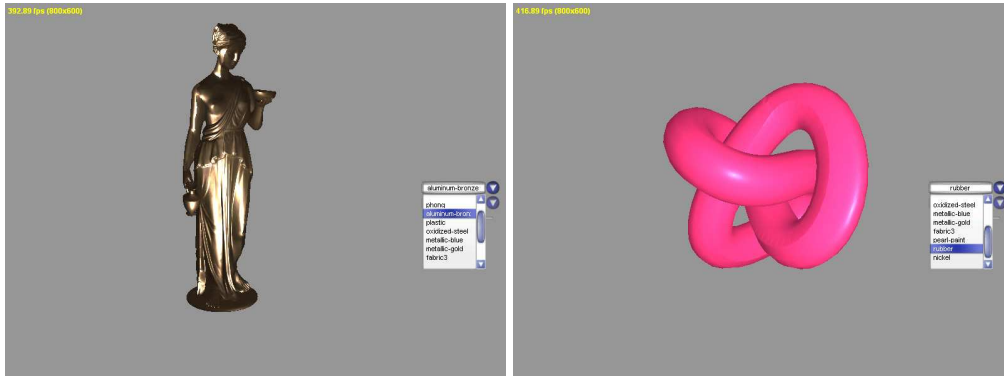 392.89 fps (800x600)
aluminum-bronze
phong
aluminum-bron:
plastic
oxidized-steel
metallic-blue
metallic-gold
fabric3
416.89 fps (800x600)
rubber
oxidized-steel
metallic-blue
metallic-gold
fabric3
pearl-paint
rubber
nickel